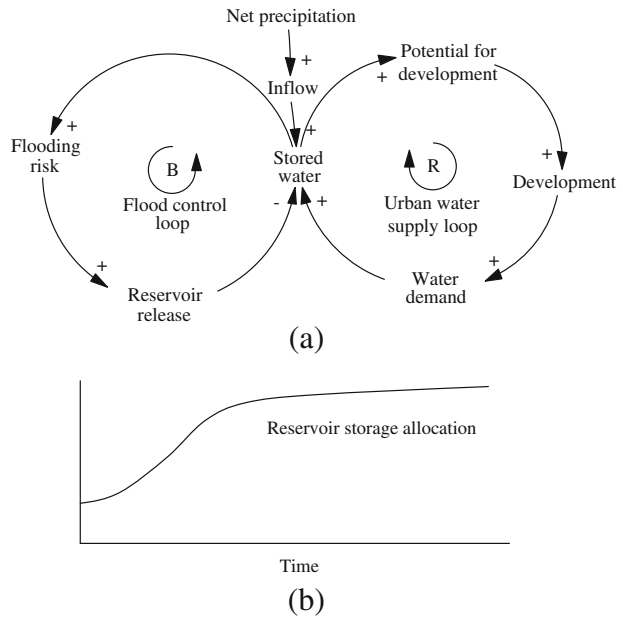 Net precipitation
+
Inflow
+
Stored
water
+
Potential for
development
+
Development
+
Water
demand
+
R
Urban water
supply loop
+
Flooding
risk
+
Reservoir
release
-
B
Flood control
loop
(a)
Reservoir storage allocation
Time
(b)